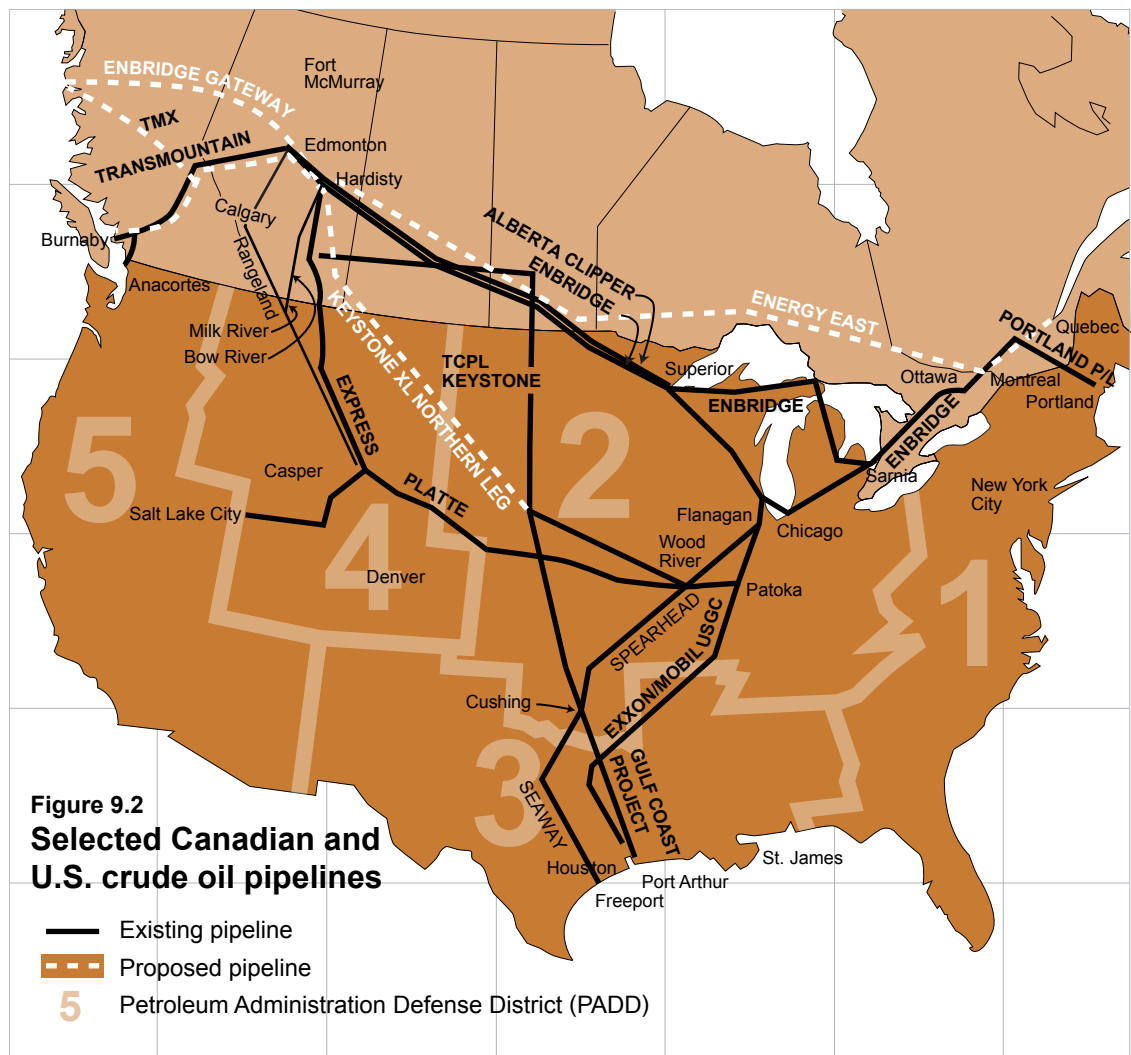 ENBRIDGE GATEWAY
Fort
McMurray
TMX
TRANSMOUNTAIN
Edmonton
Hardisty
Calgary
Burnaby
Rangeland
ALBERTA CLIPPER
ENBRIDGE
Anacortes
Milk River
Bow River
KEYSTONE XL NORTHERN LEG
ENERGY EAST
PORTLAND P/L
Quebec
TCPL
KEYSTONE
Superior
Ottawa
Montreal
Portland
ENBRIDGE
ENBRIDGE
EXPRESS
5
2
Casper
Sarnia
PLATTE
New York
City
Salt Lake City
Flanagan
Chicago
Wood
River
4
Denver
Patoka
1
SPEARHEAD
EXXON/MOBIL USGC
Cushing
3
SEAWAY
GULF COAST
PROJECT
Houston
Port Arthur
Freeport
St. James
Figure 9.2
Selected Canadian and
U.S. crude oil pipelines
Existing pipeline
Proposed pipeline
5 Petroleum Administration Defense District (PADD)